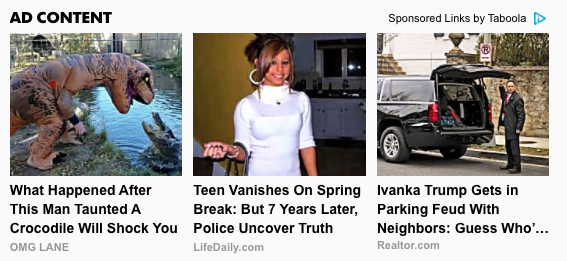 AD CONTENT
Sponsored Links by Taboola
What Happened After
This Man Taunted A
Crocodile Will Shock You
OMG LANE
Teen Vanishes On Spring
Break: But 7 Years Later,
Police Uncover Truth
LifeDaily.com
Ivanka Trump Gets in
Parking Feud With
Neighbors: Guess Who'...
Realtor.com